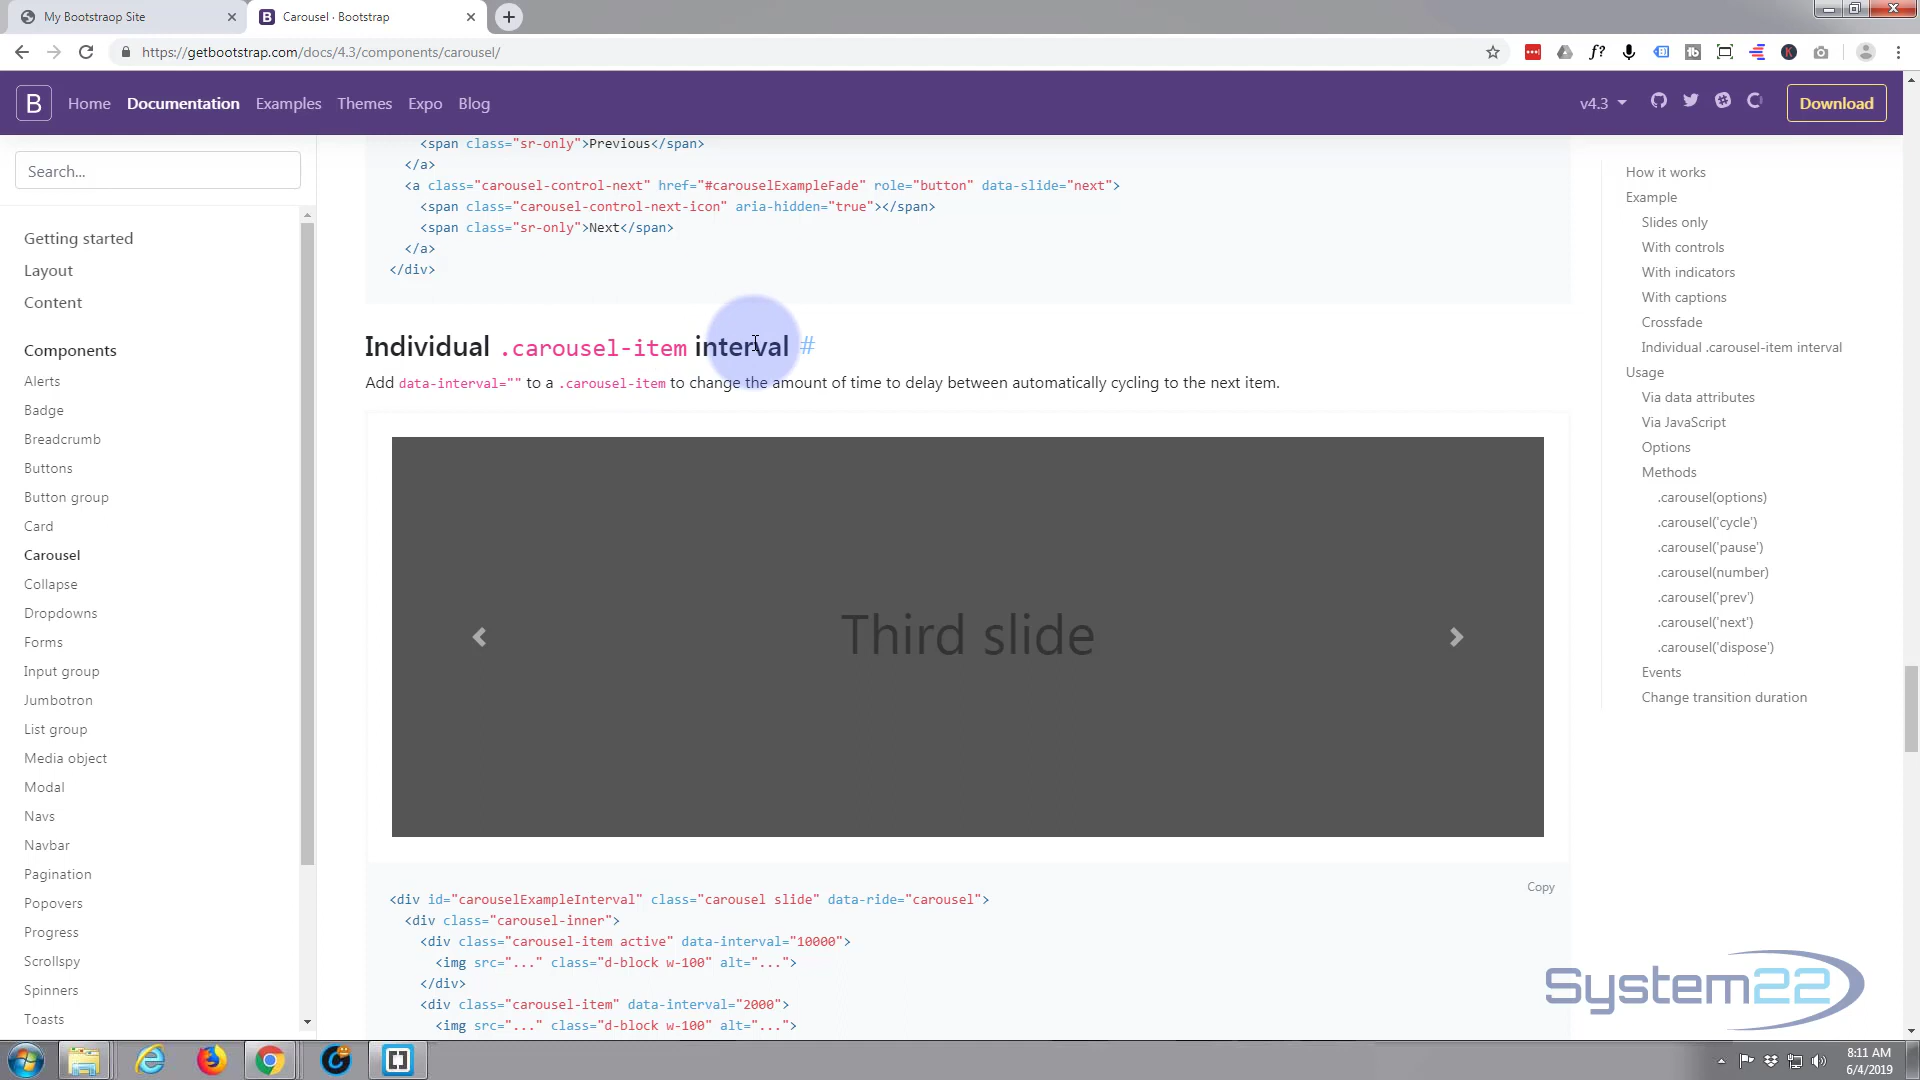 My Bootstraop Site
Carousel · Bootstrap
https://getbootstrap.com/docs/4.3/components/carousel/
B
Home
Documentation
Examples
Themes
Expo
Blog
v4.3
Download
Search...
Getting started
Layout
Content
Components
Alerts
Badge
Breadcrumb
Buttons
Button group
Card
Carousel
Collapse
Dropdowns
Forms
Input group
Jumbotron
List group
Media object
Modal
Navs
Navbar
Pagination
Popovers
Progress
Scrollspy
Spinners
Toasts
<span class="sr-only">Previous</span>
</a>
<a class="carousel-control-next" href="#carouselExampleFade" role="button" data-slide="next">
<span class="carousel-control-next-icon" aria-hidden="true"></span>
<span class="sr-only">Next</span>
</a>
</div>
Individual .carousel-item interval #
Add data-interval="" to a .carousel-item to change the amount of time to delay between automatically cycling to the next item.
Third slide
Copy
<div id="carouselExampleInterval" class="carousel slide" data-ride="carousel">
<div class="carousel-inner">
<div class="carousel-item active" data-interval="10000">
<img src="..." class="d-block w-100" alt="...">
</div>
<div class="carousel-item" data-interval="2000">
<img src="..." class="d-block w-100" alt="...">
How it works
Example
Slides only
With controls
With indicators
With captions
Crossfade
Individual .carousel-item interval
Usage
Via data attributes
Via JavaScript
Options
Methods
.carousel(options)
.carousel('cycle')
.carousel('pause')
.carousel(number)
.carousel('prev')
.carousel('next')
.carousel('dispose')
Events
Change transition duration
System22
8:11 AM
6/4/2019